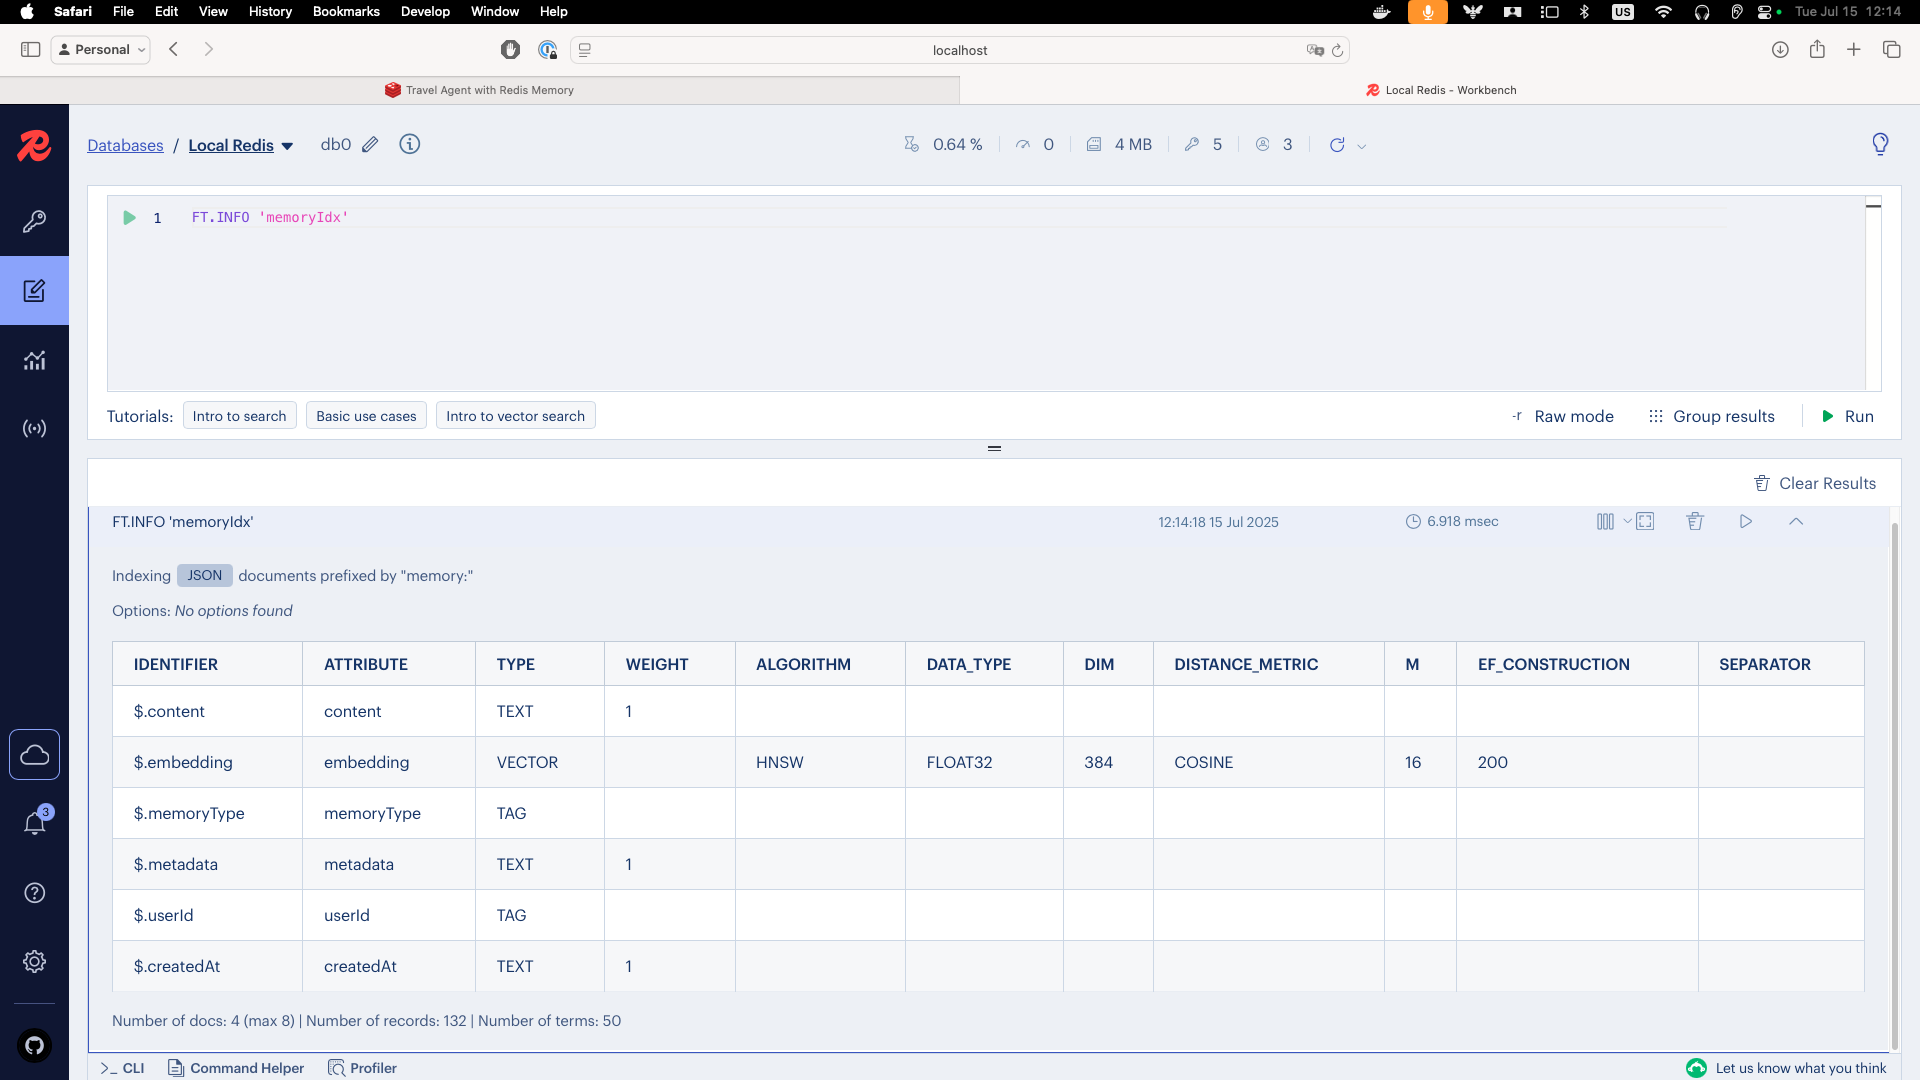 Safari File Edit View History Bookmarks Develop Window Help US Tue Jul 15 12:14
Personal localhost
Travel Agent with Redis Memory Local Redis - Workbench
Databases / Local Redis db0 0.64 % 0 4 MB 5 3
1 FT.INFO 'memoryIdx'
Tutorials: Intro to search Basic use cases Intro to vector search -r Raw mode Group results Run
Clear Results
FT.INFO 'memoryIdx' 12:14:18 15 Jul 2025 6.918 msec
Indexing JSON documents prefixed by "memory:"
Options: No options found
IDENTIFIER ATTRIBUTE TYPE WEIGHT ALGORITHM DATA_TYPE DIM DISTANCE_METRIC M EF_CONSTRUCTION SEPARATOR
$.content content TEXT 1
$.embedding embedding VECTOR HNSW FLOAT32 384 COSINE 16 200
$.memoryType memoryType TAG
$.metadata metadata TEXT 1
$.userId userId TAG
$.createdAt createdAt TEXT 1
Number of docs: 4 (max 8) | Number of records: 132 | Number of terms: 50
3
>_ CLI Command Helper Profiler Let us know what you think